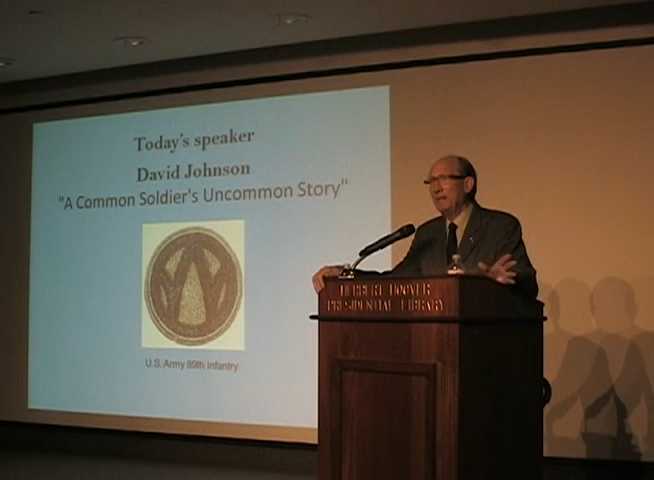 Today's speaker
David Johnson
"A Common Soldier's Uncommon Story"
U.S. Army 89th Infantry
HERBERT HOOVER
PRESIDENTIAL LIBRARY